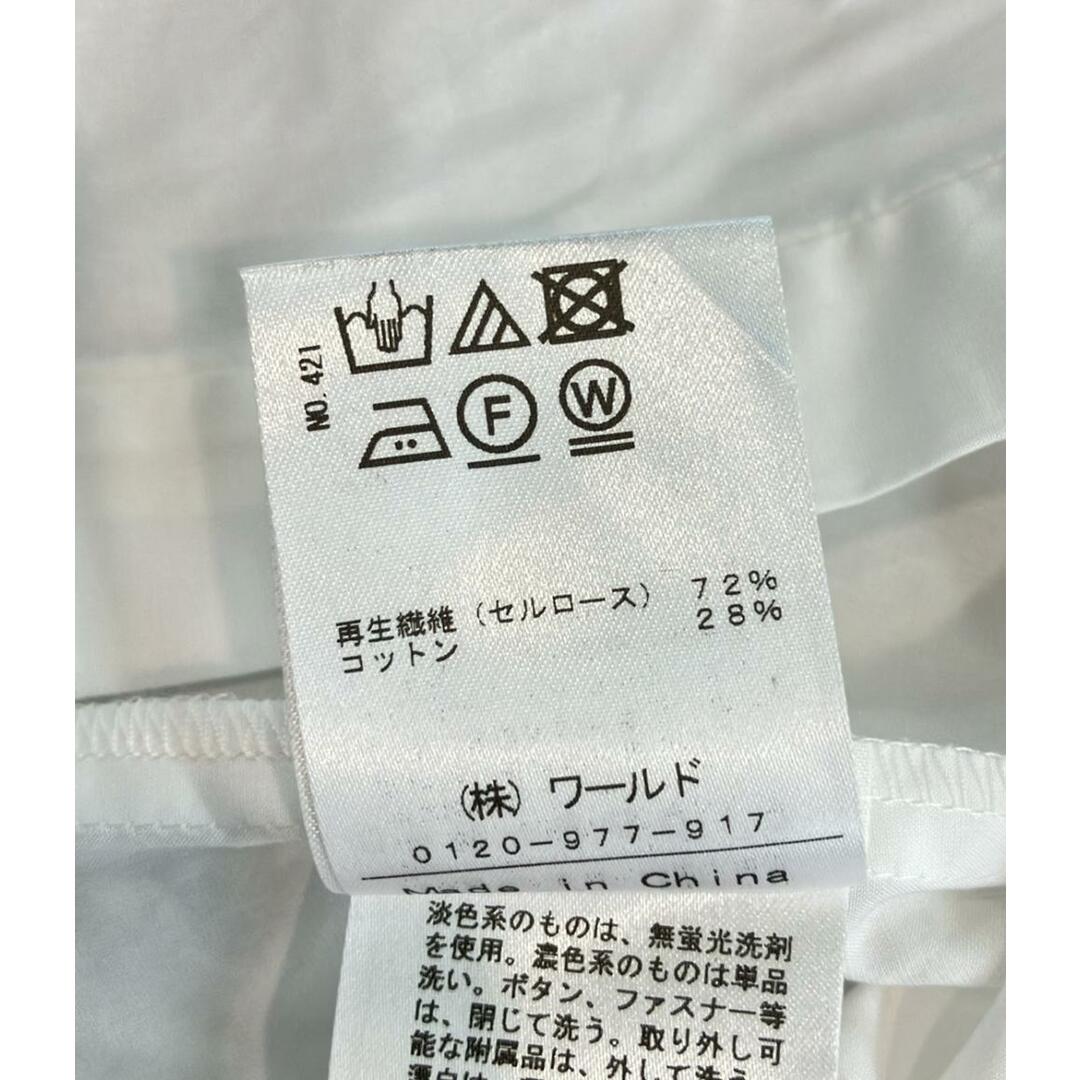 NO. 421
F
W
再生繊維（セルロース） 72%
コットン 28%
（株）ワールド
0120-977-917
Made in China
淡色系のものは、無蛍光洗剤
を使用。濃色系のものは単品
洗い。ボタン、ファスナー等
は、閉じて洗う。取り外し可
能な附属品は、外して洗う。
漂白は、